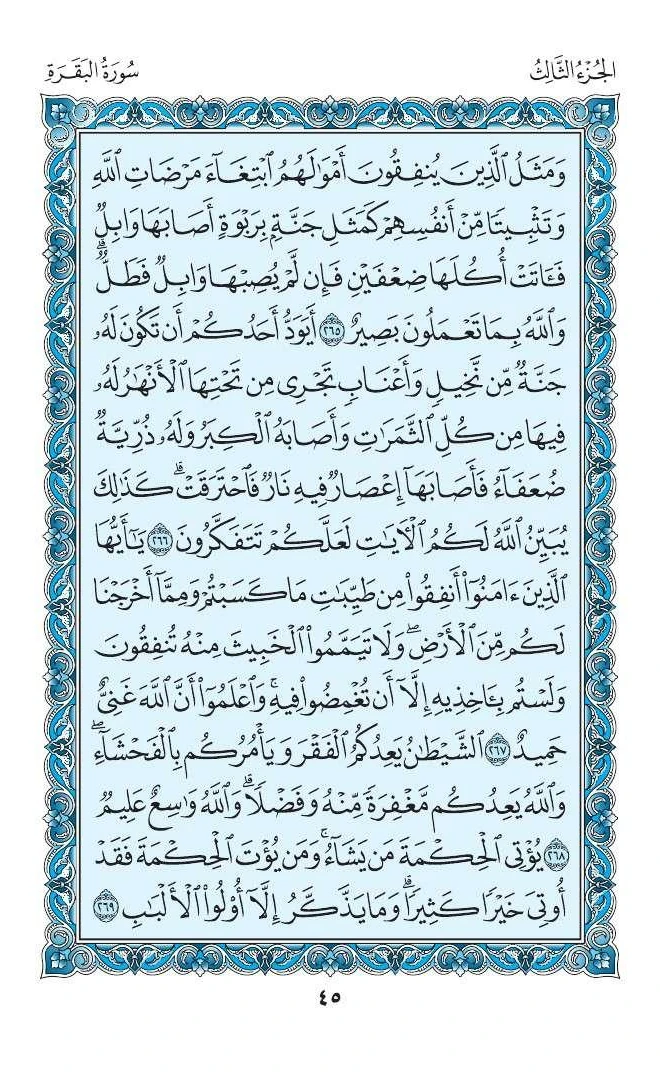 الجُزْءُ الثَّالِثُ
سُورَةُ البَقَرَةِ
وَمَثَلُ ٱلَّذِينَ يُنفِقُونَ أَمْوَٰلَهُمُ ٱبْتِغَآءَ مَرْضَاتِ ٱللَّهِ
وَتَثْبِيتًا مِّنْ أَنفُسِهِمْ كَمَثَلِ جَنَّةٍۭ بِرَبْوَةٍ أَصَابَهَا وَابِلٌ
فَـَٔاتَتْ أُكُلَهَا ضِعْفَيْنِ فَإِن لَّمْ يُصِبْهَا وَابِلٌ فَطَلٌّۗ
وَٱللَّهُ بِمَا تَعْمَلُونَ بَصِيرٌ ٢٦٥ أَيَوَدُّ أَحَدُكُمْ أَن تَكُونَ لَهُۥ
جَنَّةٌ مِّن نَّخِيلٍ وَأَعْنَابٍ تَجْرِى مِن تَحْتِهَا ٱلْأَنْهَٰرُ لَهُۥ
فِيهَا مِن كُلِّ ٱلثَّمَرَٰتِ وَأَصَابَهُ ٱلْكِبَرُ وَلَهُۥ ذُرِّيَّةٌ
ضُعَفَآءُ فَأَصَابَهَآ إِعْصَارٌ فِيهِ نَارٌ فَٱحْتَرَقَتْۗ كَذَٰلِكَ
يُبَيِّنُ ٱللَّهُ لَكُمُ ٱلْءَايَٰتِ لَعَلَّكُمْ تَتَفَكَّرُونَ ٢٦٦ يَٰٓأَيُّهَا
ٱلَّذِينَ ءَامَنُوٓا۟ أَنفِقُوا۟ مِن طَيِّبَٰتِ مَا كَسَبْتُمْ وَمِمَّآ أَخْرَجْنَا
لَكُم مِّنَ ٱلْأَرْضِۖ وَلَا تَيَمَّمُوا۟ ٱلْخَبِيثَ مِنْهُ تُنفِقُونَ
وَلَسْتُم بِـَٔاخِذِيهِ إِلَّآ أَن تُغْمِضُوا۟ فِيهِۚ وَٱعْلَمُوٓا۟ أَنَّ ٱللَّهَ غَنِىٌّ
حَمِيدٌ ٢٦٧ ٱلشَّيْطَٰنُ يَعِدُكُمُ ٱلْفَقْرَ وَيَأْمُرُكُم بِٱلْفَحْشَآءِۖ
وَٱللَّهُ يَعِدُكُم مَّغْفِرَةً مِّنْهُ وَفَضْلًاۗ وَٱللَّهُ وَٰسِعٌ عَلِيمٌ
٢٦٨ يُؤْتِى ٱلْحِكْمَةَ مَن يَشَآءُۚ وَمَن يُؤْتَ ٱلْحِكْمَةَ فَقَدْ
أُوتِىَ خَيْرًا كَثِيرًاۗ وَمَا يَذَّكَّرُ إِلَّآ أُو۟لُوا۟ ٱلْأَلْبَٰبِ ٢٦٩
٤٥